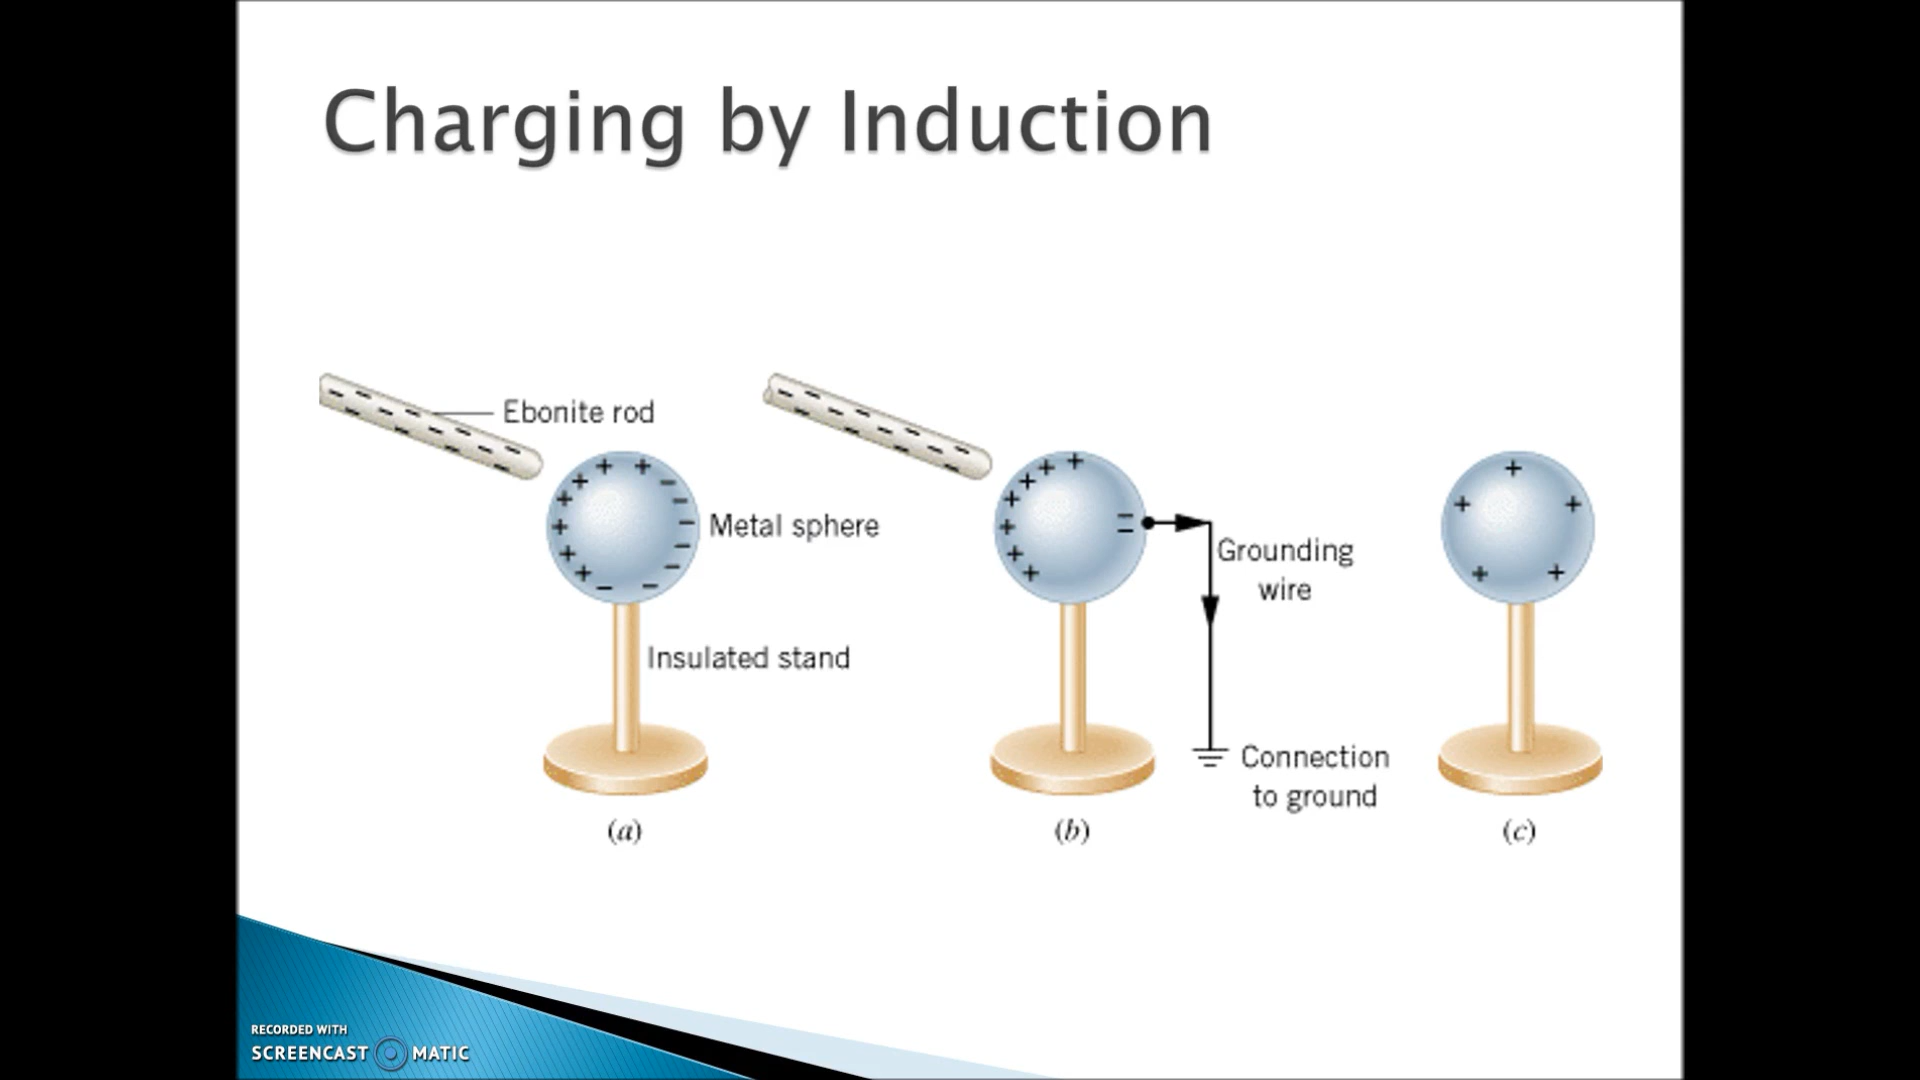 Charging by Induction
Ebonite rod
Metal sphere
Insulated stand
Grounding
wire
Connection
to ground
(a)
(b)
(c)
RECORDED WITH
SCREENCAST MATIC